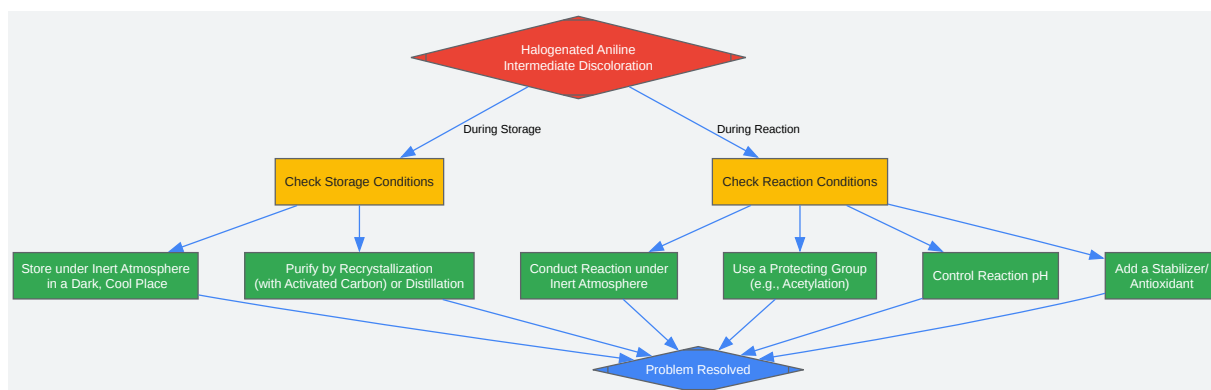 Halogenated Aniline
Intermediate Discoloration
During Storage
During Reaction
Check Storage Conditions
Check Reaction Conditions
Store under Inert Atmosphere
in a Dark, Cool Place
Purify by Recrystallization
(with Activated Carbon) or Distillation
Conduct Reaction under
Inert Atmosphere
Use a Protecting Group
(e.g., Acetylation)
Control Reaction pH
Add a Stabilizer/
Antioxidant
Problem Resolved